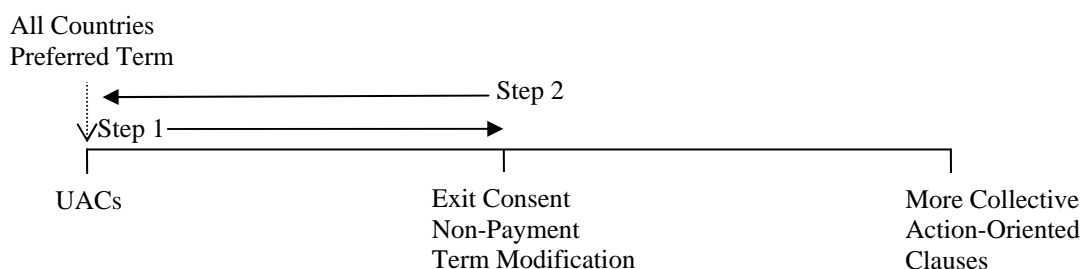 All Countries
Preferred Term
Step 2
Step 1
UACs
Exit Consent
Non-Payment
Term Modification
More Collective
Action-Oriented
Clauses